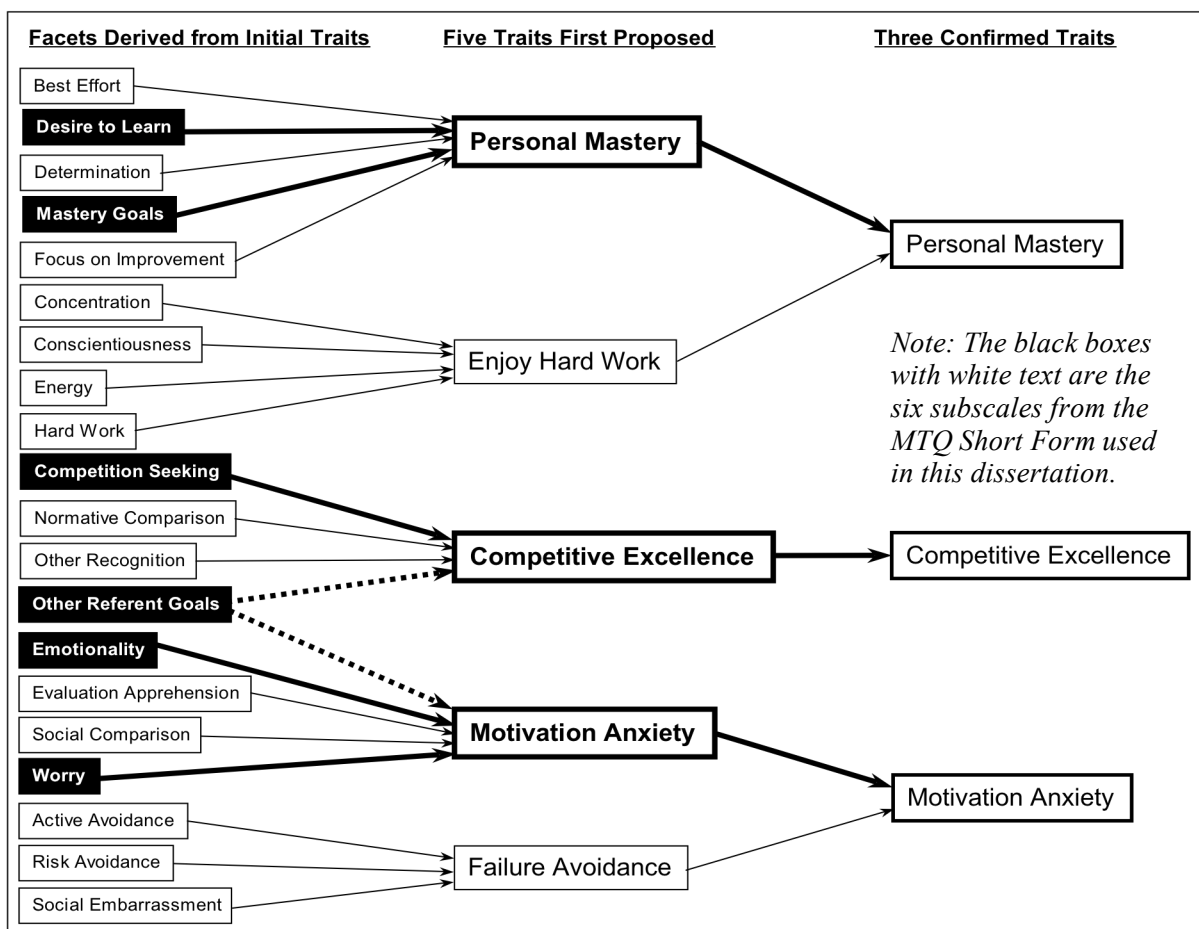 Facets Derived from Initial Traits
Five Traits First Proposed
Three Confirmed Traits
Best Effort
Desire to Learn
Determination
Mastery Goals
Focus on Improvement
Concentration
Conscientiousness
Energy
Hard Work
Competition Seeking
Normative Comparison
Other Recognition
Other Referent Goals
Emotionality
Evaluation Apprehension
Social Comparison
Worry
Active Avoidance
Risk Avoidance
Social Embarrassment
Personal Mastery
Enjoy Hard Work
Competitive Excellence
Motivation Anxiety
Failure Avoidance
Personal Mastery
Note: The black boxes
with white text are the
six subscales from the
MTQ Short Form used
in this dissertation.
Competitive Excellence
Motivation Anxiety